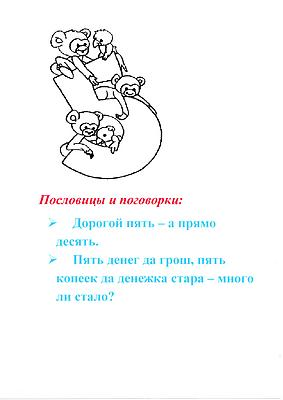 Пословицы и поговорки:
Дорогой пять – а прямо
десять.
Пять денег да грош, пять
копеек да денежка стара – много
ли стало?